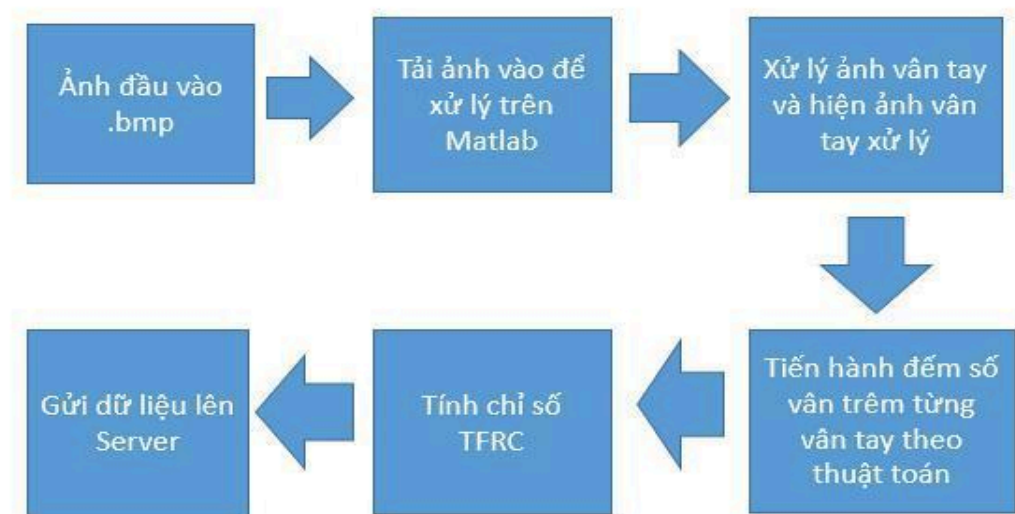 Ảnh đầu vào
.bmp
Tải ảnh vào để
xử lý trên
Matlab
Xử lý ảnh vân tay
và hiện ảnh vân
tay xử lý
Tiến hành đếm số
vân trêm từng
vân tay theo
thuật toán
Tính chỉ số
TFRC
Gửi dữ liệu lên
Server